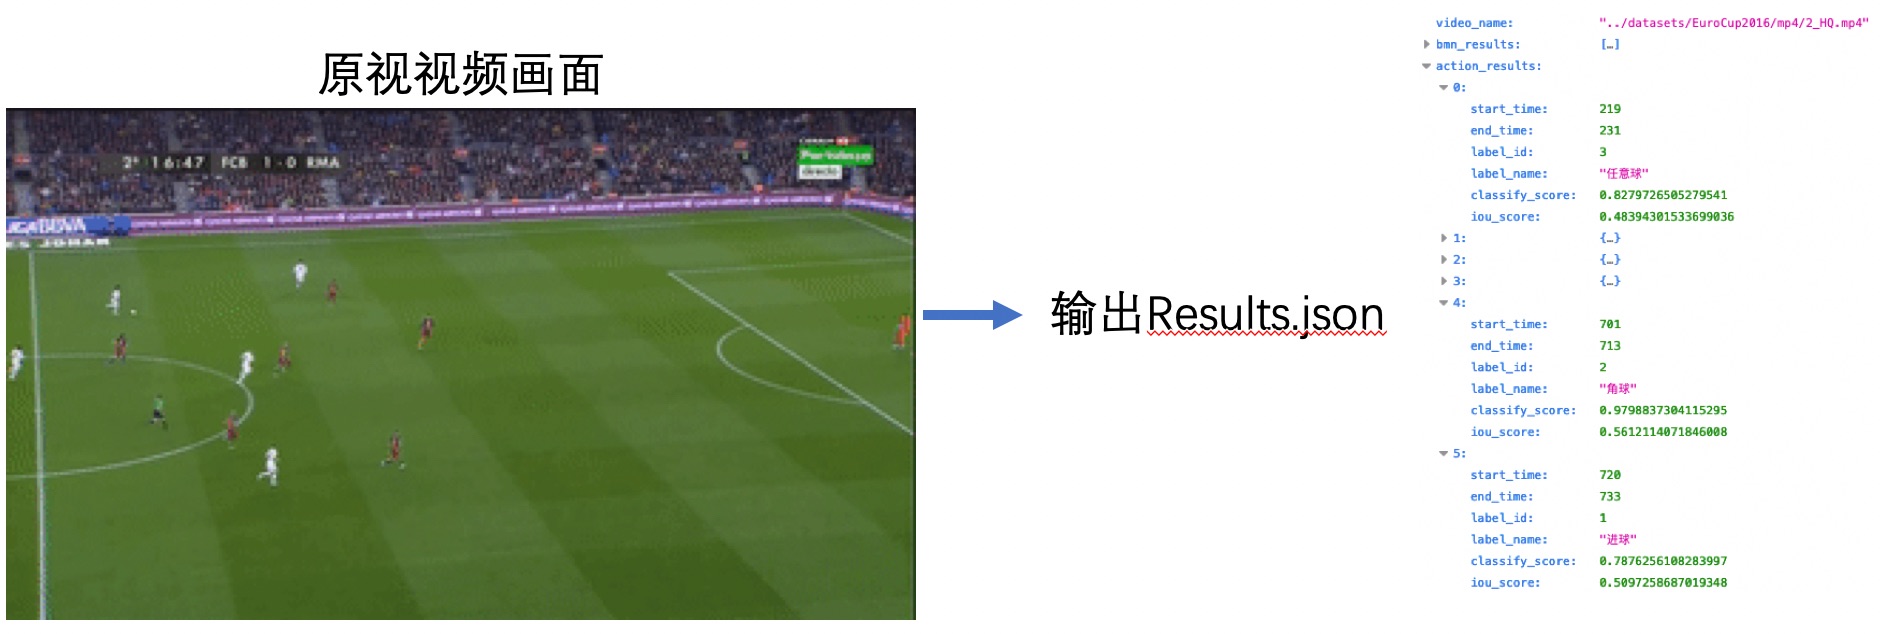 原视视频画面
2ª 16:47 FCB 1-0 RMA
directo
BBVA
输出Results.json
video_name: "../datasets/EuroCup2016/mp4/2_HQ.mp4"
bmn_results: […]
action_results:
0:
start_time: 219
end_time: 231
label_id: 3
label_name: "任意球"
classify_score: 0.8279726505279541
iou_score: 0.48394301533699036
1: {…}
2: {…}
3: {…}
4:
start_time: 701
end_time: 713
label_id: 2
label_name: "角球"
classify_score: 0.9798837304115295
iou_score: 0.5612114071846008
5:
start_time: 720
end_time: 733
label_id: 1
label_name: "进球"
classify_score: 0.7876256108283997
iou_score: 0.5097258687019348